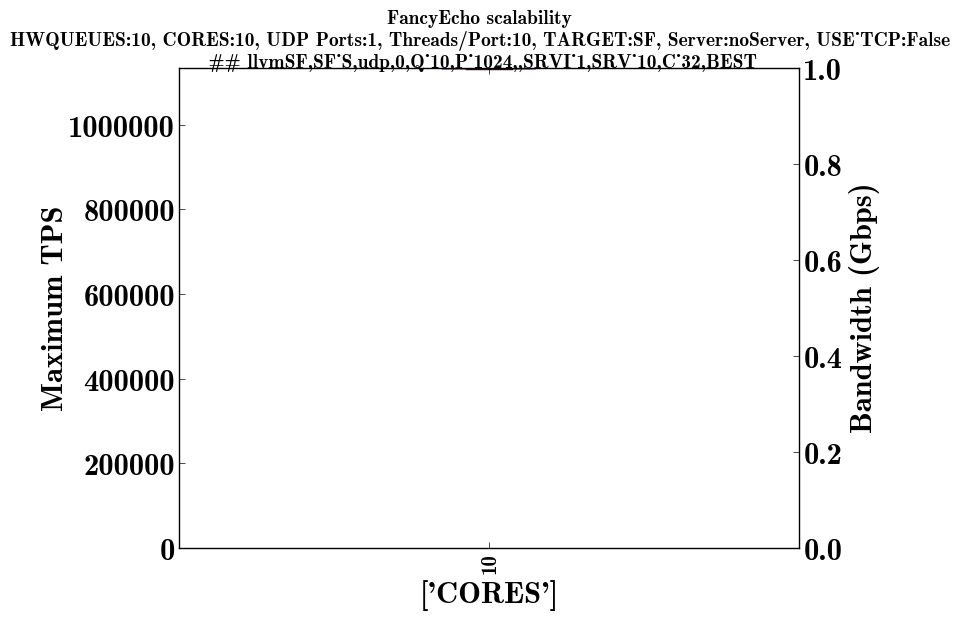 FancyEcho scalability
HWQUEUES:10, CORES:10, UDP Ports:1, Threads/Port:10, TARGET:SF, Server:noServer, USE˙TCP:False
## llvmSF,SF˙S,udp,0,Q˙10,P˙1024,,SRVI˙1,SRV˙10,C˙32,BEST
1000000
800000
600000
400000
200000
0
Maximum TPS
1.0
0.8
0.6
0.4
0.2
0.0
Bandwidth (Gbps)
10
['CORES’]